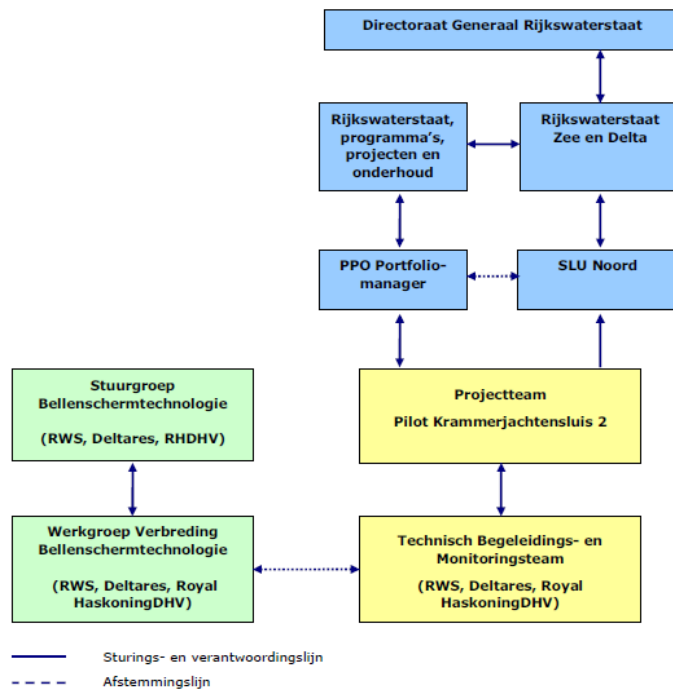 Directoraat Generaal Rijkswaterstaat
Rijkswaterstaat,
programma's,
projecten en
onderhoud
Rijkswaterstaat
Zee en Delta
PPO Portfolio-
manager
SLU Noord
Stuurgroep
Bellenschermtechnologie
(RWS, Deltares, RHDHV)
Projectteam
Pilot Krammerjachtensluis 2
Werkgroep Verbreding
Bellenschermtechnologie
(RWS, Deltares, Royal
HaskoningDHV)
Technisch Begeleidings- en
Monitoringsteam
(RWS, Deltares, Royal
HaskoningDHV)
Sturings- en verantwoordingslijn
Afstemmingslijn